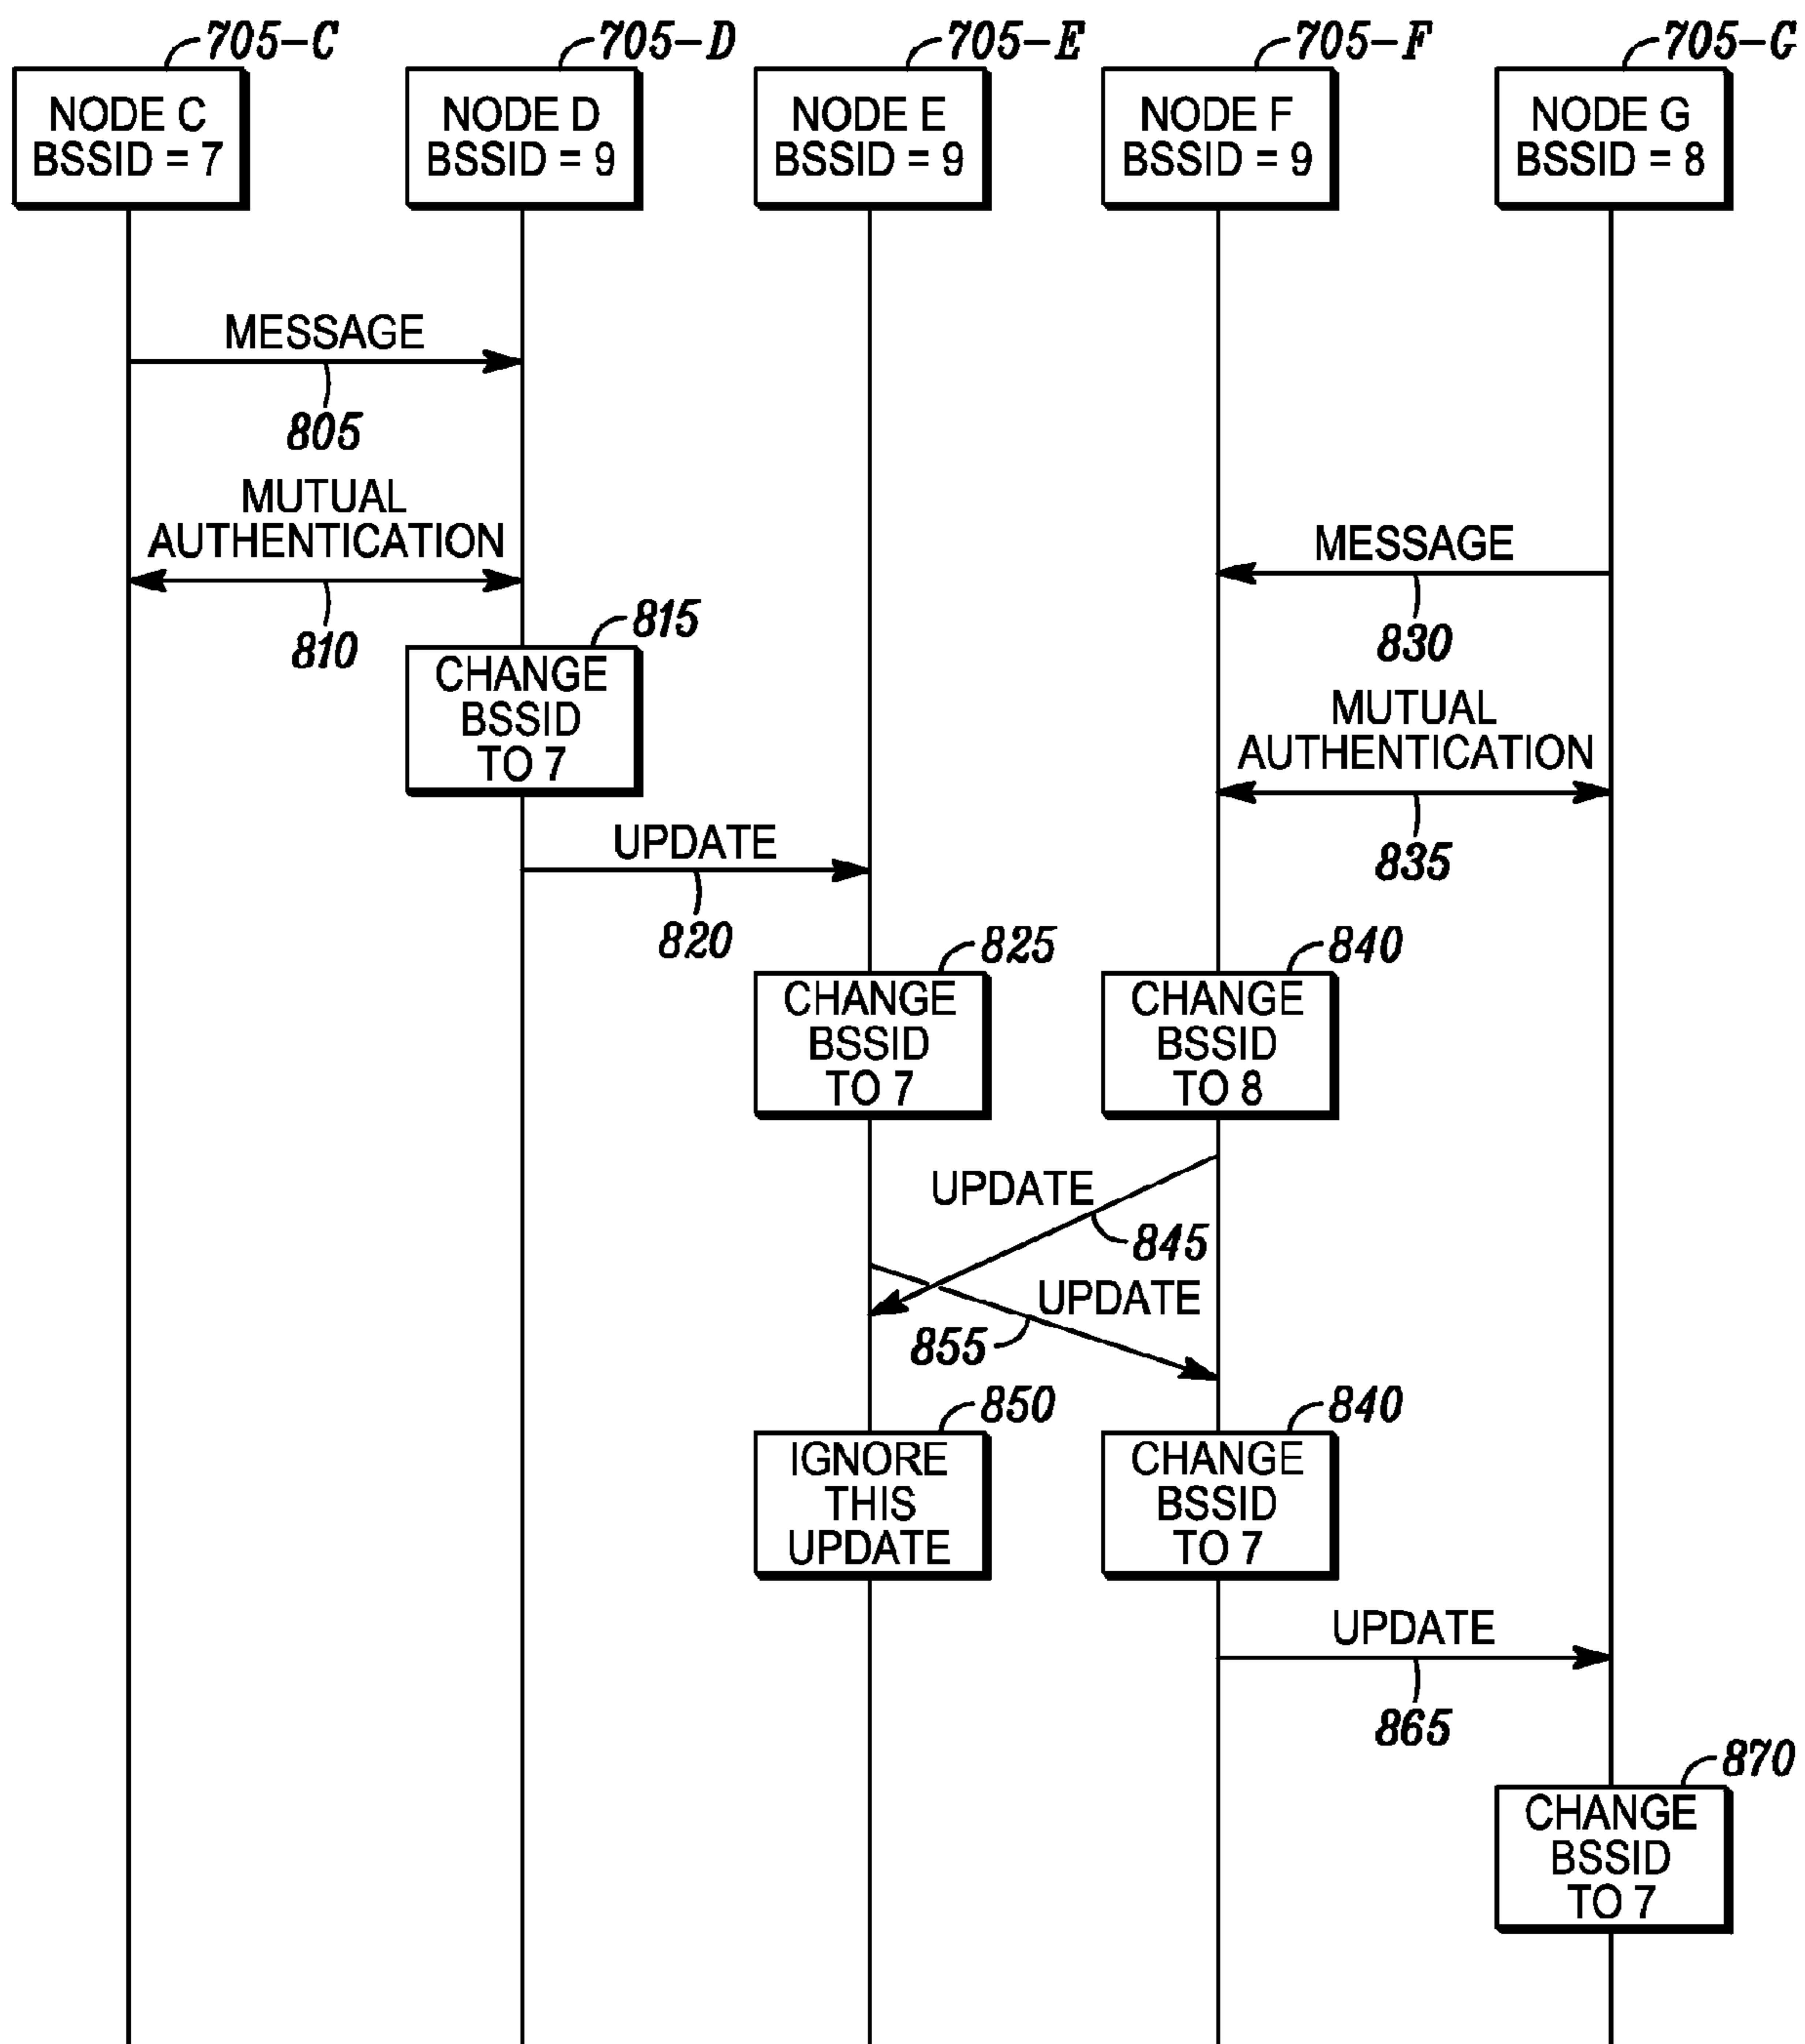 705-C
705-D
705-E
705-F
705-G
NODE C
BSSID = 7
NODE D
BSSID = 9
NODE E
BSSID = 9
NODE F
BSSID = 9
NODE G
BSSID = 8
MESSAGE
805
MUTUAL
AUTHENTICATION
810
MESSAGE
830
815
CHANGE
BSSID
TO 7
MUTUAL
AUTHENTICATION
835
UPDATE
820
825
CHANGE
BSSID
TO 7
840
CHANGE
BSSID
TO 8
UPDATE
845
UPDATE
855
850
IGNORE
THIS
UPDATE
840
CHANGE
BSSID
TO 7
UPDATE
865
870
CHANGE
BSSID
TO 7